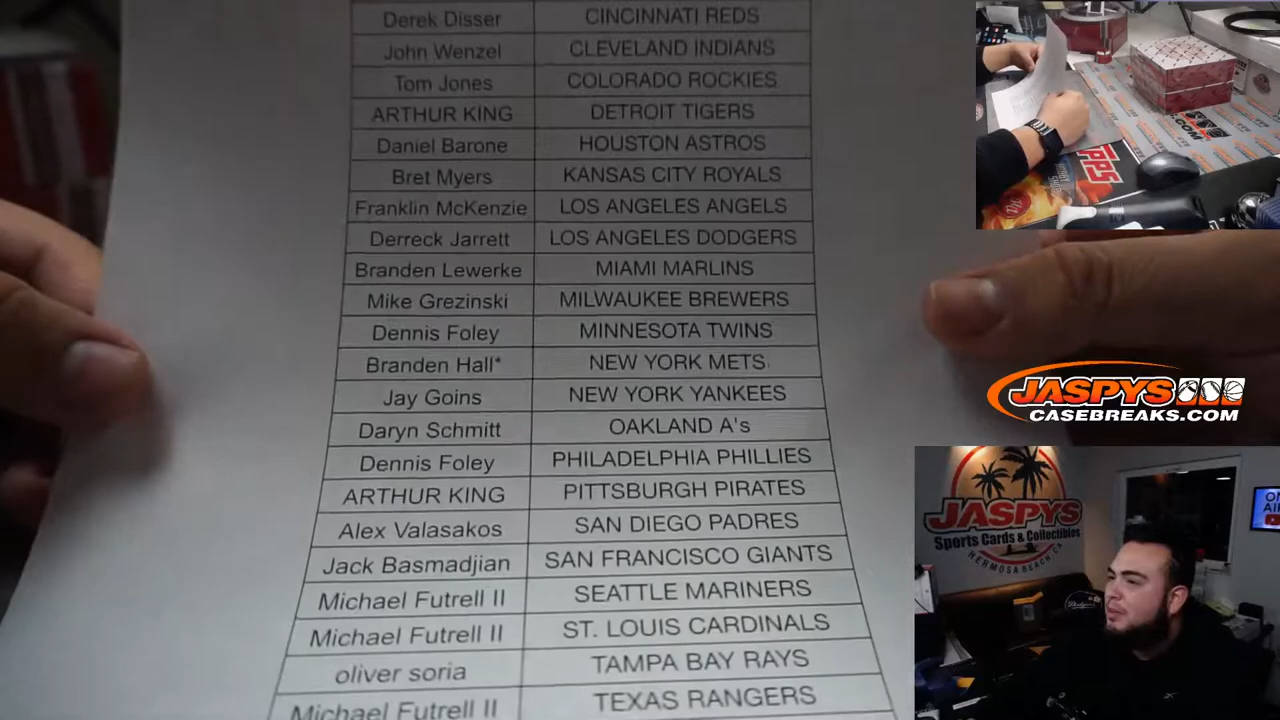 Derek Disser CINCINNATI REDS
John Wenzel CLEVELAND INDIANS
Tom Jones COLORADO ROCKIES
ARTHUR KING DETROIT TIGERS
Daniel Barone HOUSTON ASTROS
Bret Myers KANSAS CITY ROYALS
Franklin McKenzie LOS ANGELES ANGELS
Derreck Jarrett LOS ANGELES DODGERS
Branden Lewerke MIAMI MARLINS
Mike Grezinski MILWAUKEE BREWERS
Dennis Foley MINNESOTA TWINS
Branden Hall* NEW YORK METS
Jay Goins NEW YORK YANKEES
Daryn Schmitt OAKLAND A's
Dennis Foley PHILADELPHIA PHILLIES
ARTHUR KING PITTSBURGH PIRATES
Alex Valasakos SAN DIEGO PADRES
Jack Basmadjian SAN FRANCISCO GIANTS
Michael Futrell II SEATTLE MARINERS
Michael Futrell II ST. LOUIS CARDINALS
oliver soria TAMPA BAY RAYS
Michael Futrell II TEXAS RANGERS
.COM
JASPYS
CASEBREAKS.COM
JASPYS
Sports Cards & Collectibles
HERMOSA BEACH CA
Dodgers